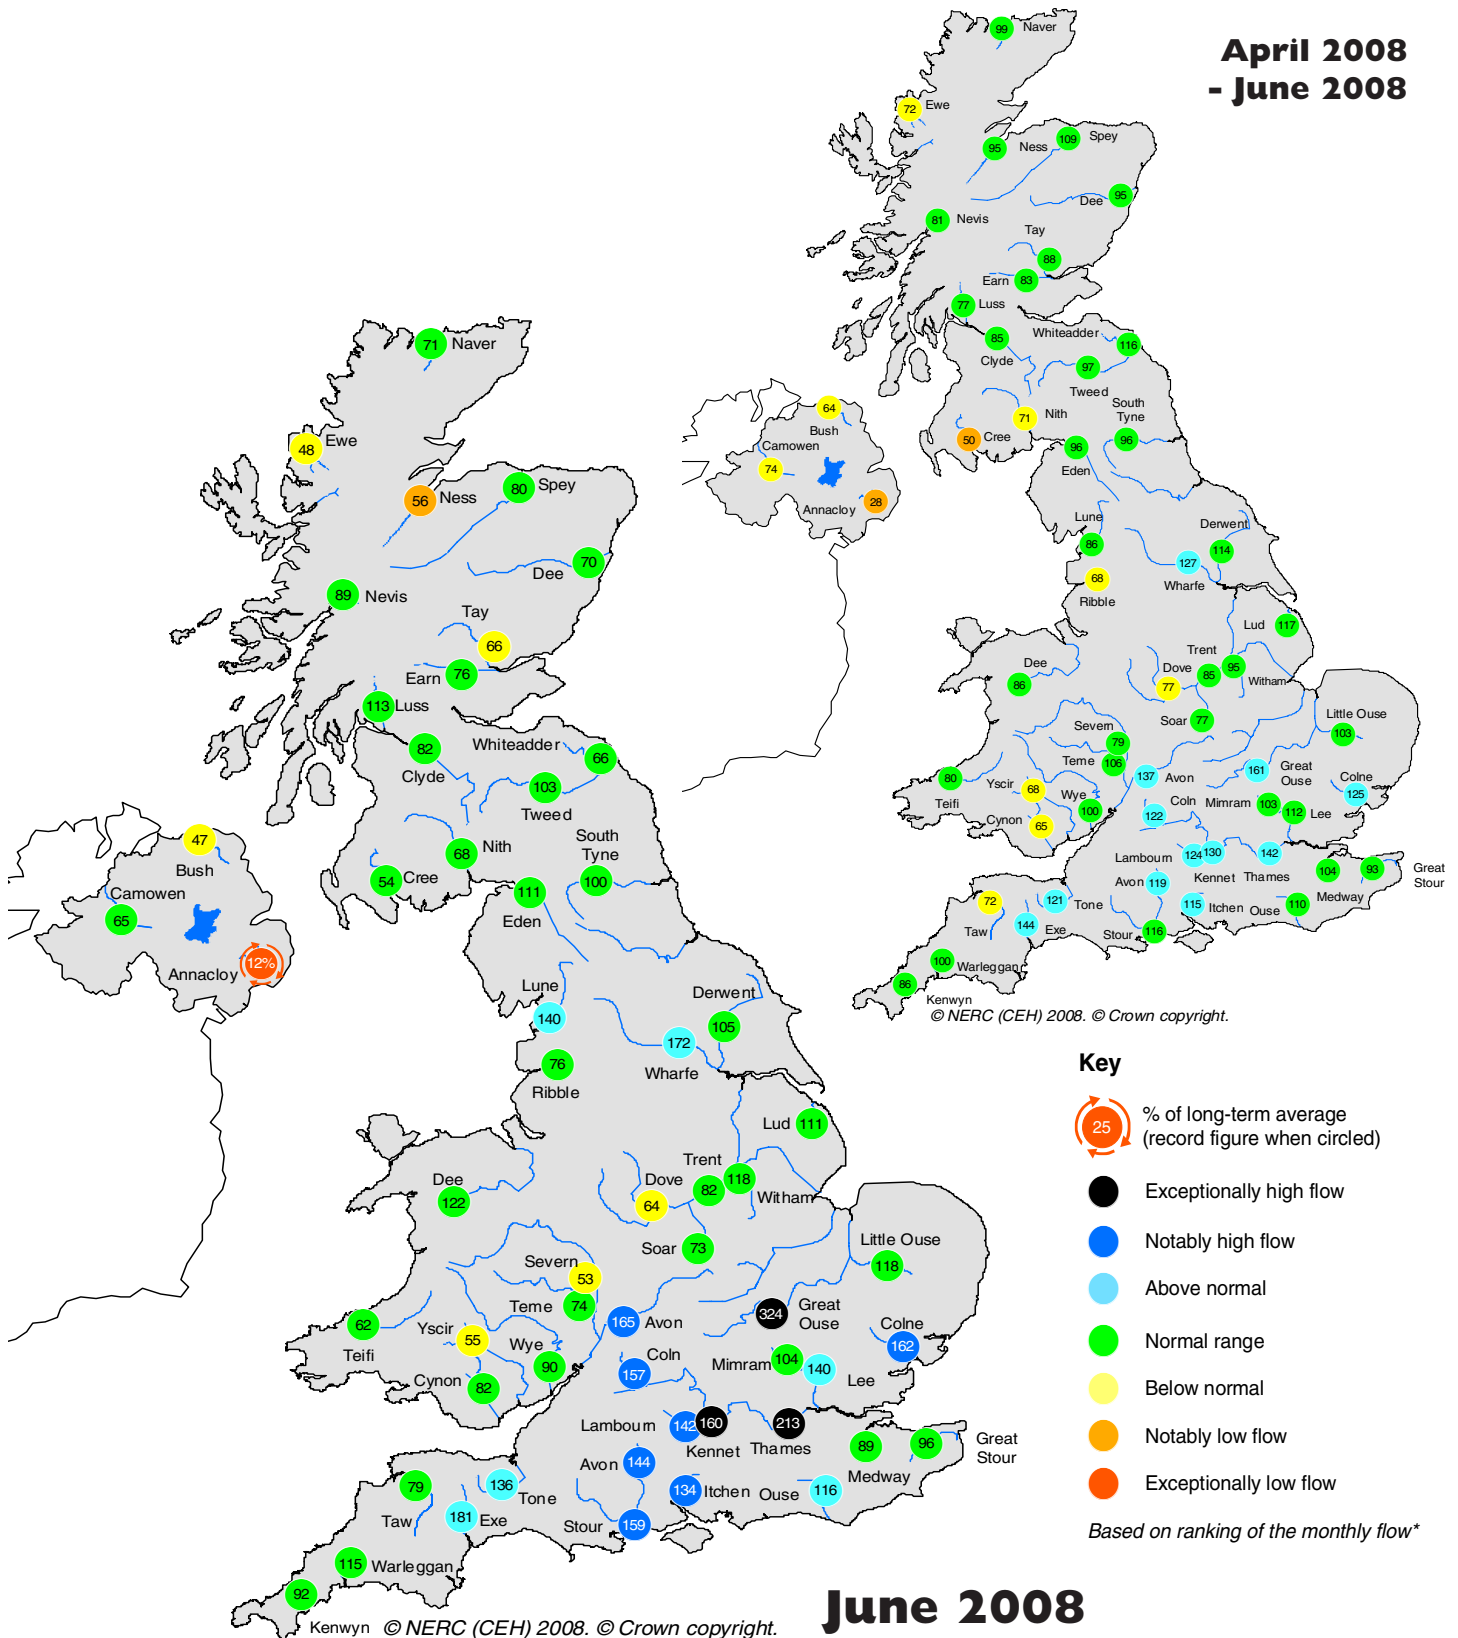 April 2008
- June 2008
99 Naver
72 Ewe
95 Ness
109 Spey
Dee 95
81 Nevis
Tay
88
Earn 83
77 Luss
85
Clyde
Whiteadder
116
97
Tweed
South
Tyne
96
71 Nith
50 Cree
96
Eden
64
Bush
Camowen
74
Annacloy
28
Lune
86
68
Ribble
Derwent
114
127
Wharfe
Lud 117
Trent
95
Witham
Dove
77
85
Dee
86
Soar 77
Little Ouse
103
Severn
79
Teme 106
137 Avon
161 Great
Ouse
Colne
125
80
Teifi
Yscir 68
Wye
100
Cynon 65
Coln
122
Mimram 103
112 Lee
Lambourn 124
130
Kennet
142
Thames
104
Medway
93 Great
Stour
Avon 119
115 Itchen
Ouse 110
72
Taw
121 Tone
144 Exe
Stour 116
100 Warleggan
86
Kenwyn
© NERC (CEH) 2008. © Crown copyright.
71 Naver
48 Ewe
56 Ness
80 Spey
Dee 70
89 Nevis
Tay
66
Earn 76
113 Luss
82
Clyde
Whiteadder 66
103
Tweed
South
Tyne
100
68 Nith
54 Cree
111
Eden
47
Bush
Camowen
65
Annacloy 12%
Lune
140
76
Ribble
Derwent
105
172
Wharfe
Lud 111
Trent
118
Witham
Dove
64
82
Dee
122
Soar 73
Little Ouse
118
Severn
53
Teme 74
165 Avon
324 Great
Ouse
Colne
162
62
Teifi
Yscir 55
Wye
90
Cynon 82
Coln
157
Mimram 104
140 Lee
Lambourn 142
160
Kennet
213
Thames
89
Medway
96 Great
Stour
Avon 144
134 Itchen
Ouse 116
79
Taw
136
Tone
181 Exe
Stour 159
115 Warleggan
92
Kenwyn
© NERC (CEH) 2008. © Crown copyright.
June 2008
Key
25 % of long-term average
(record figure when circled)
Exceptionally high flow
Notably high flow
Above normal
Normal range
Below normal
Notably low flow
Exceptionally low flow
Based on ranking of the monthly flow*